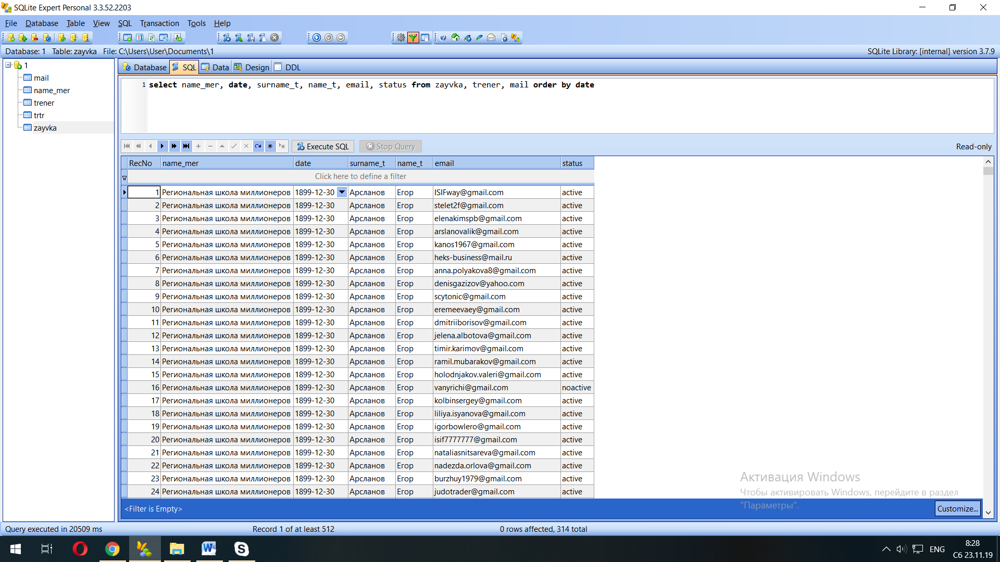 SQLite Expert Personal 3.3.52.2203
File Database Table View SQL Transaction Tools Help
Database: 1 Table: zayvka File: C:\Users\User\Documents\1 SQLite Library: [internal] version 3.7.9
1
mail
name_mer
trener
trtr
zayvka
Database SQL Data Design DDL
1 select name_mer, date, surname_t, name_t, email, status from zayvka, trener, mail order by date
Execute SQL Stop Query Read-only
RecNo name_mer date surname_t name_t email status
Click here to define a filter
1 Региональная школа миллионеров 1899-12-30 Арсланов Егор ISIFway@gmail.com active
2 Региональная школа миллионеров 1899-12-30 Арсланов Егор stelet2f@gmail.com active
3 Региональная школа миллионеров 1899-12-30 Арсланов Егор elenakimspb@gmail.com active
4 Региональная школа миллионеров 1899-12-30 Арсланов Егор arslanovalik@gmail.com active
5 Региональная школа миллионеров 1899-12-30 Арсланов Егор kanos1967@gmail.com active
6 Региональная школа миллионеров 1899-12-30 Арсланов Егор heks-business@mail.ru active
7 Региональная школа миллионеров 1899-12-30 Арсланов Егор anna.polyakova8@gmail.com active
8 Региональная школа миллионеров 1899-12-30 Арсланов Егор denisgazizov@yahoo.com active
9 Региональная школа миллионеров 1899-12-30 Арсланов Егор scytonic@gmail.com active
10 Региональная школа миллионеров 1899-12-30 Арсланов Егор eremeevaey@gmail.com active
11 Региональная школа миллионеров 1899-12-30 Арсланов Егор dmitriiborisov@gmail.com active
12 Региональная школа миллионеров 1899-12-30 Арсланов Егор jelena.albotova@gmail.com active
13 Региональная школа миллионеров 1899-12-30 Арсланов Егор timir.karimov@gmail.com active
14 Региональная школа миллионеров 1899-12-30 Арсланов Егор ramil.mubarakov@gmail.com active
15 Региональная школа миллионеров 1899-12-30 Арсланов Егор holodnjakov.valeri@gmail.com active
16 Региональная школа миллионеров 1899-12-30 Арсланов Егор vanyrichi@gmail.com noactive
17 Региональная школа миллионеров 1899-12-30 Арсланов Егор kolbinsergey@gmail.com active
18 Региональная школа миллионеров 1899-12-30 Арсланов Егор liliya.isyanova@gmail.com active
19 Региональная школа миллионеров 1899-12-30 Арсланов Егор igorbowlero@gmail.com active
20 Региональная школа миллионеров 1899-12-30 Арсланов Егор isif7777777@gmail.com active
21 Региональная школа миллионеров 1899-12-30 Арсланов Егор nataliasnitsareva@gmail.com active
22 Региональная школа миллионеров 1899-12-30 Арсланов Егор nadezda.orlova@gmail.com active
23 Региональная школа миллионеров 1899-12-30 Арсланов Егор burzhuy1979@gmail.com active
24 Региональная школа миллионеров 1899-12-30 Арсланов Егор judotrader@gmail.com active
Активация Windows
Чтобы активировать Windows, перейдите в раздел
"Параметры".
<Filter is Empty> Customize...
Query executed in 20509 ms Record 1 of at least 512 0 rows affected, 314 total
ENG 8:28
Сб 23.11.19